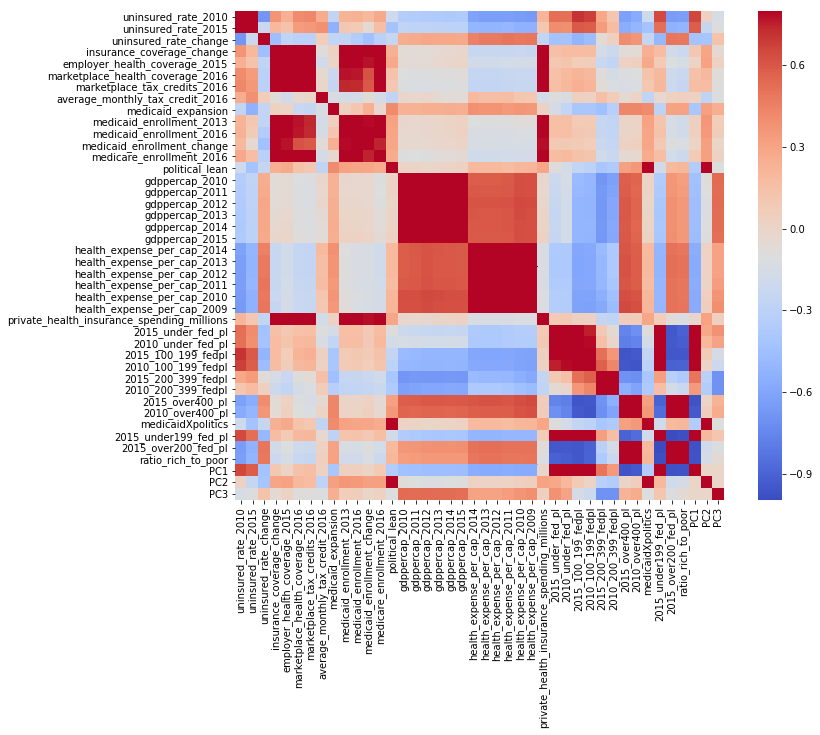 uninsured_rate_2010
uninsured_rate_2015
uninsured_rate_change
insurance_coverage_change
employer_health_coverage_2015
marketplace_health_coverage_2016
marketplace_tax_credits_2016
average_monthly_tax_credit_2016
medicaid_expansion
medicaid_enrollment_2013
medicaid_enrollment_2016
medicaid_enrollment_change
medicare_enrollment_2016
political_lean
gdppercap_2010
gdppercap_2011
gdppercap_2012
gdppercap_2013
gdppercap_2014
gdppercap_2015
health_expense_per_cap_2014
health_expense_per_cap_2013
health_expense_per_cap_2012
health_expense_per_cap_2011
health_expense_per_cap_2010
health_expense_per_cap_2009
private_health_insurance_spending_millions
2015_under_fed_pl
2010_under_fed_pl
2015_100_199_fedpl
2010_100_199_fedpl
2015_200_399_fedpl
2010_200_399_fedpl
2015_over400_pl
2010_over400_pl
medicaidXpolitics
2015_under199_fed_pl
2015_over200_fed_pl
ratio_rich_to_poor
PC1
PC2
PC3
uninsured_rate_2010
uninsured_rate_2015
uninsured_rate_change
insurance_coverage_change
employer_health_coverage_2015
marketplace_health_coverage_2016
marketplace_tax_credits_2016
average_monthly_tax_credit_2016
medicaid_expansion
medicaid_enrollment_2013
medicaid_enrollment_2016
medicaid_enrollment_change
medicare_enrollment_2016
political_lean
gdppercap_2010
gdppercap_2011
gdppercap_2012
gdppercap_2013
gdppercap_2014
gdppercap_2015
health_expense_per_cap_2014
health_expense_per_cap_2013
health_expense_per_cap_2012
health_expense_per_cap_2011
health_expense_per_cap_2010
health_expense_per_cap_2009
private_health_insurance_spending_millions
2015_under_fed_pl
2010_under_fed_pl
2015_100_199_fedpl
2010_100_199_fedpl
2015_200_399_fedpl
2010_200_399_fedpl
2015_over400_pl
2010_over400_pl
medicaidXpolitics
2015_under199_fed_pl
2015_over200_fed_pl
ratio_rich_to_poor
PC1
PC2
PC3
0.6
0.3
0.0
−0.3
−0.6
−0.9